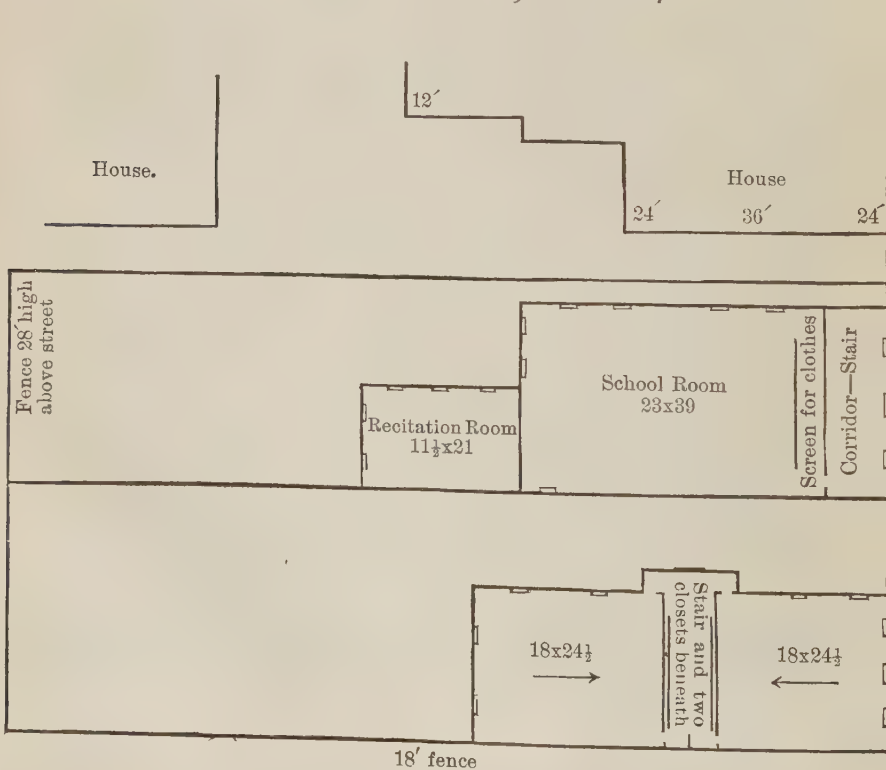 12′
House.
House
24′
36′
24′
Fence 28′high
above street
School Room
23x39
Screen for clothes
Corridor—Stair
Recitation Room
11½x21
18x24½
Stair and two
closets beneath
18x24½
18′ fence